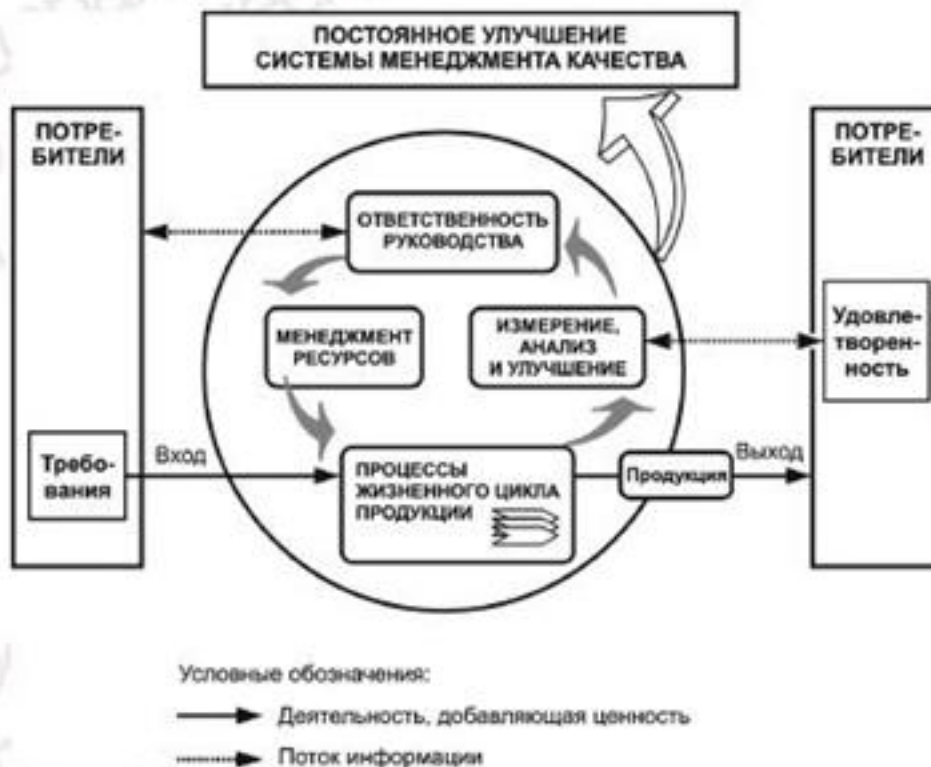 ПОСТОЯННОЕ УЛУЧШЕНИЕ
СИСТЕМЫ МЕНЕДЖМЕНТА КАЧЕСТВА
ПОТРЕ-
БИТЕЛИ
ПОТРЕ-
БИТЕЛИ
ОТВЕТСТВЕННОСТЬ
РУКОВОДСТВА
МЕНЕДЖМЕНТ
РЕСУРСОВ
ИЗМЕРЕНИЕ,
АНАЛИЗ
И УЛУЧШЕНИЕ
Удовле-
творен-
ность
Требо-
вания
Вход
ПРОЦЕССЫ
ЖИЗНЕННОГО ЦИКЛА
ПРОДУКЦИИ
Продукция
Выход
Условные обозначения:
Деятельность, добавляющая ценность
Поток информации